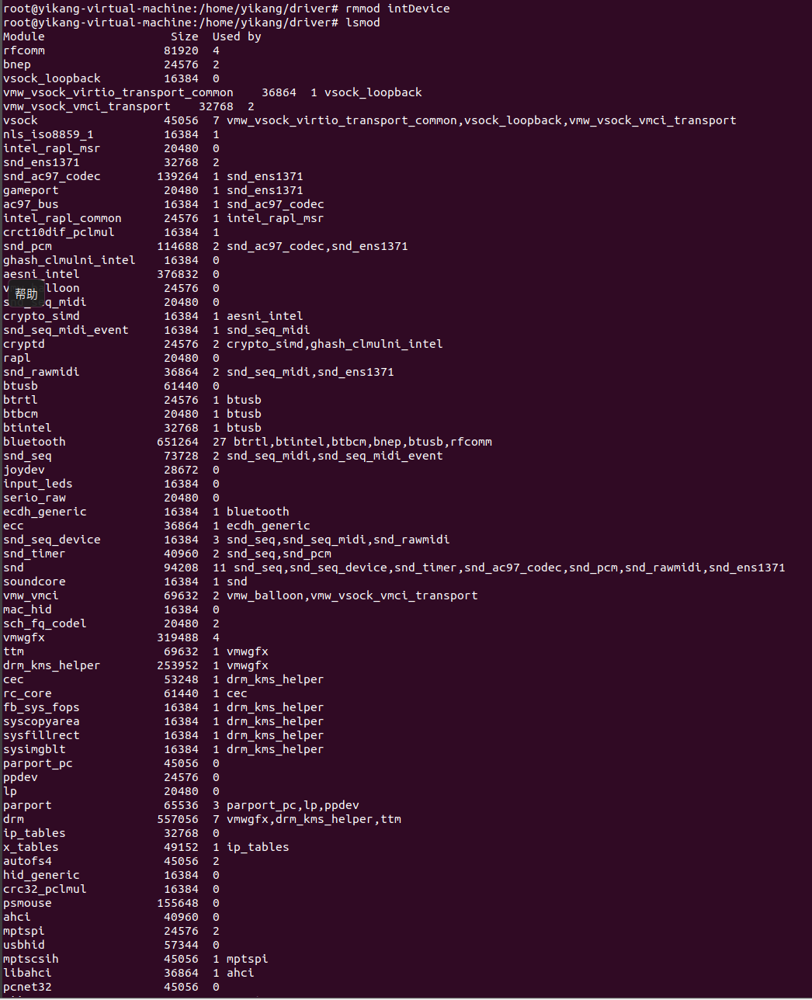 root@yikang-virtual-machine:/home/yikang/driver# rmmod intDevice
root@yikang-virtual-machine:/home/yikang/driver# lsmod
Module                  Size  Used by
rfcomm                 81920  4
bnep                   24576  2
vsock_loopback         16384  0
vmw_vsock_virtio_transport_common    36864  1 vsock_loopback
vmw_vsock_vmci_transport    32768  2
vsock                  45056  7 vmw_vsock_virtio_transport_common,vsock_loopback,vmw_vsock_vmci_transport
nls_iso8859_1          16384  1
intel_rapl_msr         20480  0
snd_ens1371            32768  2
snd_ac97_codec        139264  1 snd_ens1371
gameport               20480  1 snd_ens1371
ac97_bus               16384  1 snd_ac97_codec
intel_rapl_common      24576  1 intel_rapl_msr
crct10dif_pclmul       16384  1
snd_pcm               114688  2 snd_ac97_codec,snd_ens1371
ghash_clmulni_intel    16384  0
aesni_intel           376832  0
lloon            24576  0
帮助
q_midi           20480  0
crypto_simd            16384  1 aesni_intel
snd_seq_midi_event     16384  1 snd_seq_midi
cryptd                 24576  2 crypto_simd,ghash_clmulni_intel
rapl                   20480  0
snd_rawmidi            36864  2 snd_seq_midi,snd_ens1371
btusb                  61440  0
btrtl                  24576  1 btusb
btbcm                  20480  1 btusb
btintel                32768  1 btusb
bluetooth             651264  27 btrtl,btintel,btbcm,bnep,btusb,rfcomm
snd_seq                73728  2 snd_seq_midi,snd_seq_midi_event
joydev                 28672  0
input_leds             16384  0
serio_raw              20480  0
ecdh_generic           16384  1 bluetooth
ecc                    36864  1 ecdh_generic
snd_seq_device         16384  3 snd_seq,snd_seq_midi,snd_rawmidi
snd_timer              40960  2 snd_seq,snd_pcm
snd                    94208  11 snd_seq,snd_seq_device,snd_timer,snd_ac97_codec,snd_pcm,snd_rawmidi,snd_ens1371
soundcore              16384  1 snd
vmw_vmci               69632  2 vmw_balloon,vmw_vsock_vmci_transport
mac_hid                16384  0
sch_fq_codel           20480  2
vmwgfx                319488  4
ttm                    69632  1 vmwgfx
drm_kms_helper        253952  1 vmwgfx
cec                    53248  1 drm_kms_helper
rc_core                61440  1 cec
fb_sys_fops            16384  1 drm_kms_helper
syscopyarea            16384  1 drm_kms_helper
sysfillrect            16384  1 drm_kms_helper
sysimgblt              16384  1 drm_kms_helper
parport_pc             45056  0
ppdev                  24576  0
lp                     20480  0
parport                65536  3 parport_pc,lp,ppdev
drm                   557056  7 vmwgfx,drm_kms_helper,ttm
ip_tables              32768  0
x_tables               49152  1 ip_tables
autofs4                45056  2
hid_generic            16384  0
crc32_pclmul           16384  0
psmouse               155648  0
ahci                   40960  0
mptspi                 24576  2
usbhid                 57344  0
mptscsih               45056  1 mptspi
libahci                36864  1 ahci
pcnet32                45056  0